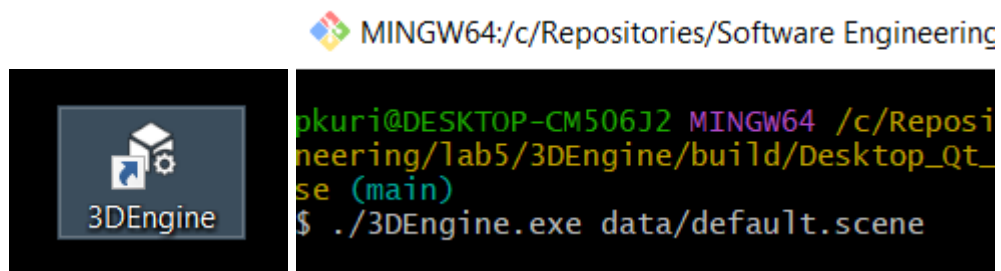 MINGW64:/c/Repositories/Software Engineering
3DEngine
pkuri@DESKTOP-CM506J2 MINGW64 /c/Reposi
neering/lab5/3DEngine/build/Desktop_Qt_
se (main)
$ ./3DEngine.exe data/default.scene